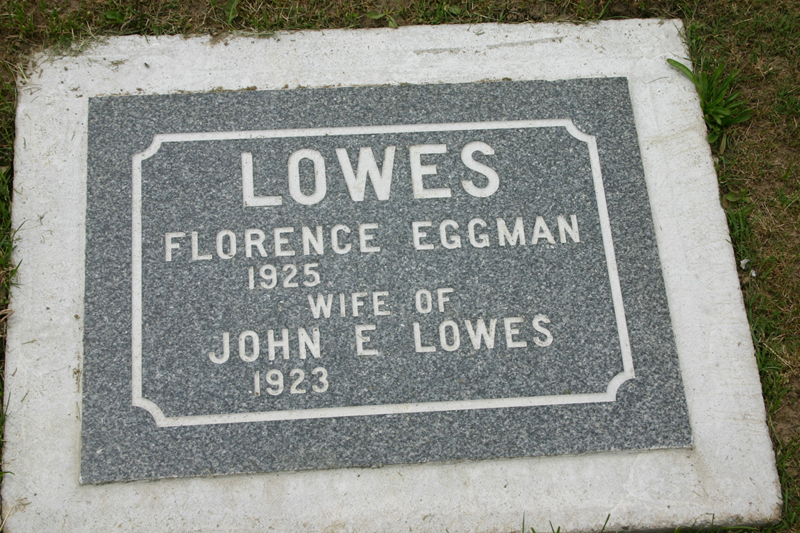 LOWES
FLORENCE EGGMAN
1925
WIFE OF
JOHN E LOWES
1923